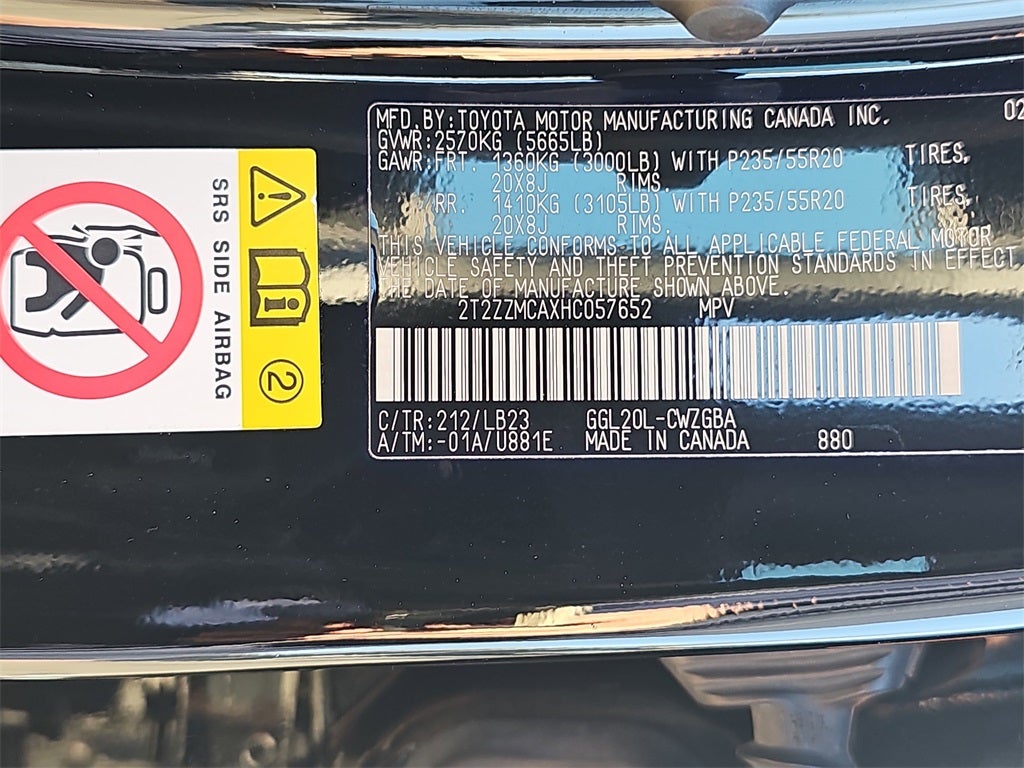 MFD. BY: TOYOTA MOTOR MANUFACTURING CANADA INC. 02
GVWR: 2570KG (5665LB)
GAWR: FRT. 1360KG (3000LB) WITH P235/55R20 TIRES,
20X8J RIMS.
RR. 1410KG (3105LB) WITH P235/55R20 TIRES,
20X8J RIMS.
THIS VEHICLE CONFORMS TO ALL APPLICABLE FEDERAL MOTOR
VEHICLE SAFETY AND THEFT PREVENTION STANDARDS IN EFFECT
THE DATE OF MANUFACTURE SHOWN ABOVE.
2T2ZZMCAXHC057652 MPV
C/TR: 212/LB23 GGL20L-CWZGBA
A/TM: -01A/U881E MADE IN CANADA 880
SRS SIDE AIRBAG
2